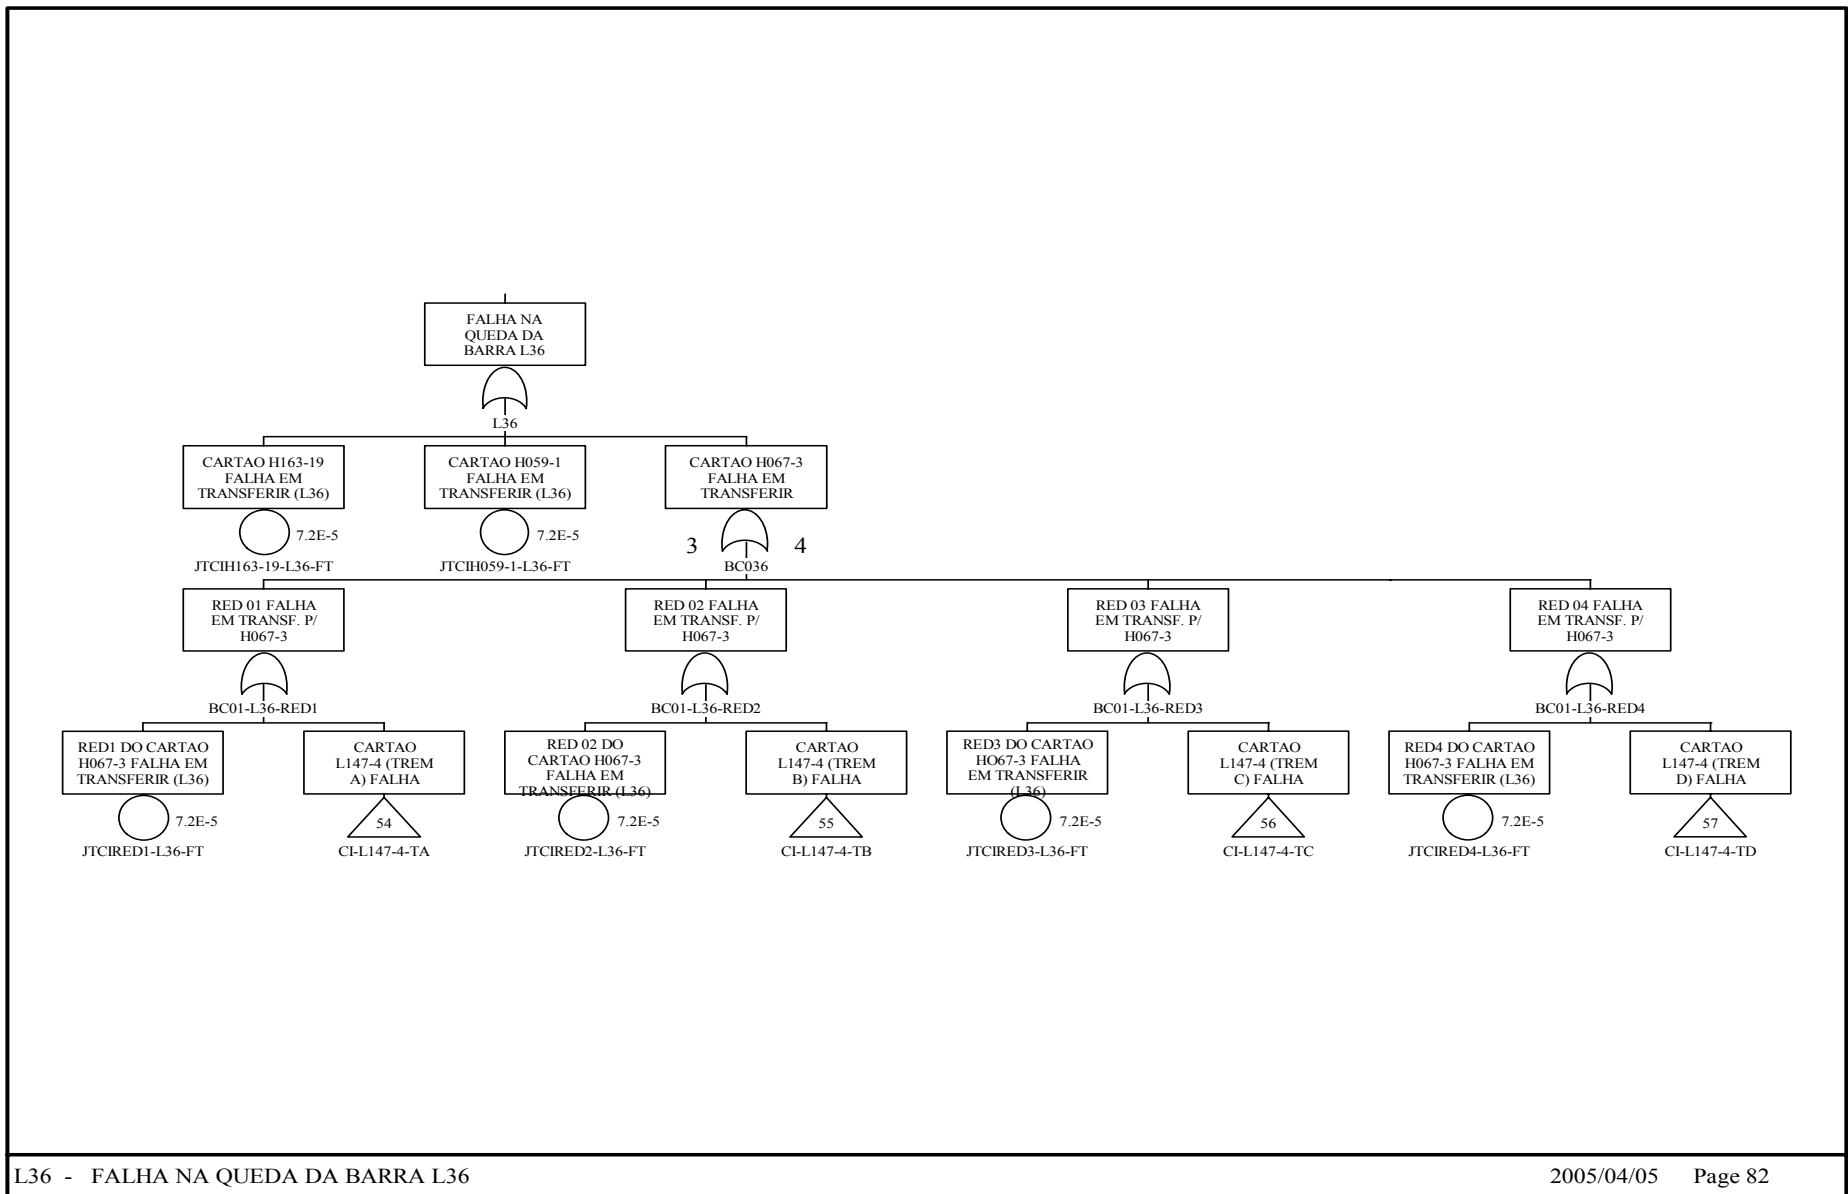 FALHA NA
QUEDA DA
BARRA L36
L36
CARTAO H163-19
FALHA EM
TRANSFERIR (L36)
7.2E-5
JTCIH163-19-L36-FT
CARTAO H059-1
FALHA EM
TRANSFERIR (L36)
7.2E-5
JTCIH059-1-L36-FT
CARTAO H067-3
FALHA EM
TRANSFERIR
3
4
BC036
RED 01 FALHA
EM TRANSF. P/
H067-3
BC01-L36-RED1
RED 02 FALHA
EM TRANSF. P/
H067-3
BC01-L36-RED2
RED 03 FALHA
EM TRANSF. P/
H067-3
BC01-L36-RED3
RED 04 FALHA
EM TRANSF. P/
H067-3
BC01-L36-RED4
RED1 DO CARTAO
H067-3 FALHA EM
TRANSFERIR (L36)
7.2E-5
JTCIRED1-L36-FT
CARTAO
L147-4 (TREM
A) FALHA
54
CI-L147-4-TA
RED 02 DO
CARTAO H067-3
FALHA EM
TRANSFERIR (L36)
7.2E-5
JTCIRED2-L36-FT
CARTAO
L147-4 (TREM
B) FALHA
55
CI-L147-4-TB
RED3 DO CARTAO
HO67-3 FALHA
EM TRANSFERIR
(L36)
7.2E-5
JTCIRED3-L36-FT
CARTAO
L147-4 (TREM
C) FALHA
56
CI-L147-4-TC
RED4 DO CARTAO
H067-3 FALHA EM
TRANSFERIR (L36)
7.2E-5
JTCIRED4-L36-FT
CARTAO
L147-4 (TREM
D) FALHA
57
CI-L147-4-TD
L36 - FALHA NA QUEDA DA BARRA L36
2005/04/05 Page 82